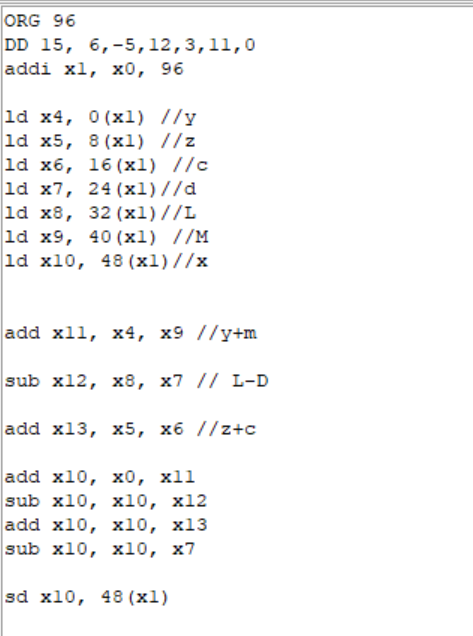 ORG 96
DD 15, 6,-5,12,3,11,0
addi x1, x0, 96
ld x4, 0(x1) //y
ld x5, 8(x1) //z
ld x6, 16(x1) //c
ld x7, 24(x1)//d
ld x8, 32(x1)//L
ld x9, 40(x1) //M
ld x10, 48(x1)//x
add x11, x4, x9 //y+m
sub x12, x8, x7 // L-D
add x13, x5, x6 //z+c
add x10, x0, x11
sub x10, x10, x12
add x10, x10, x13
sub x10, x10, x7
sd x10, 48(x1)